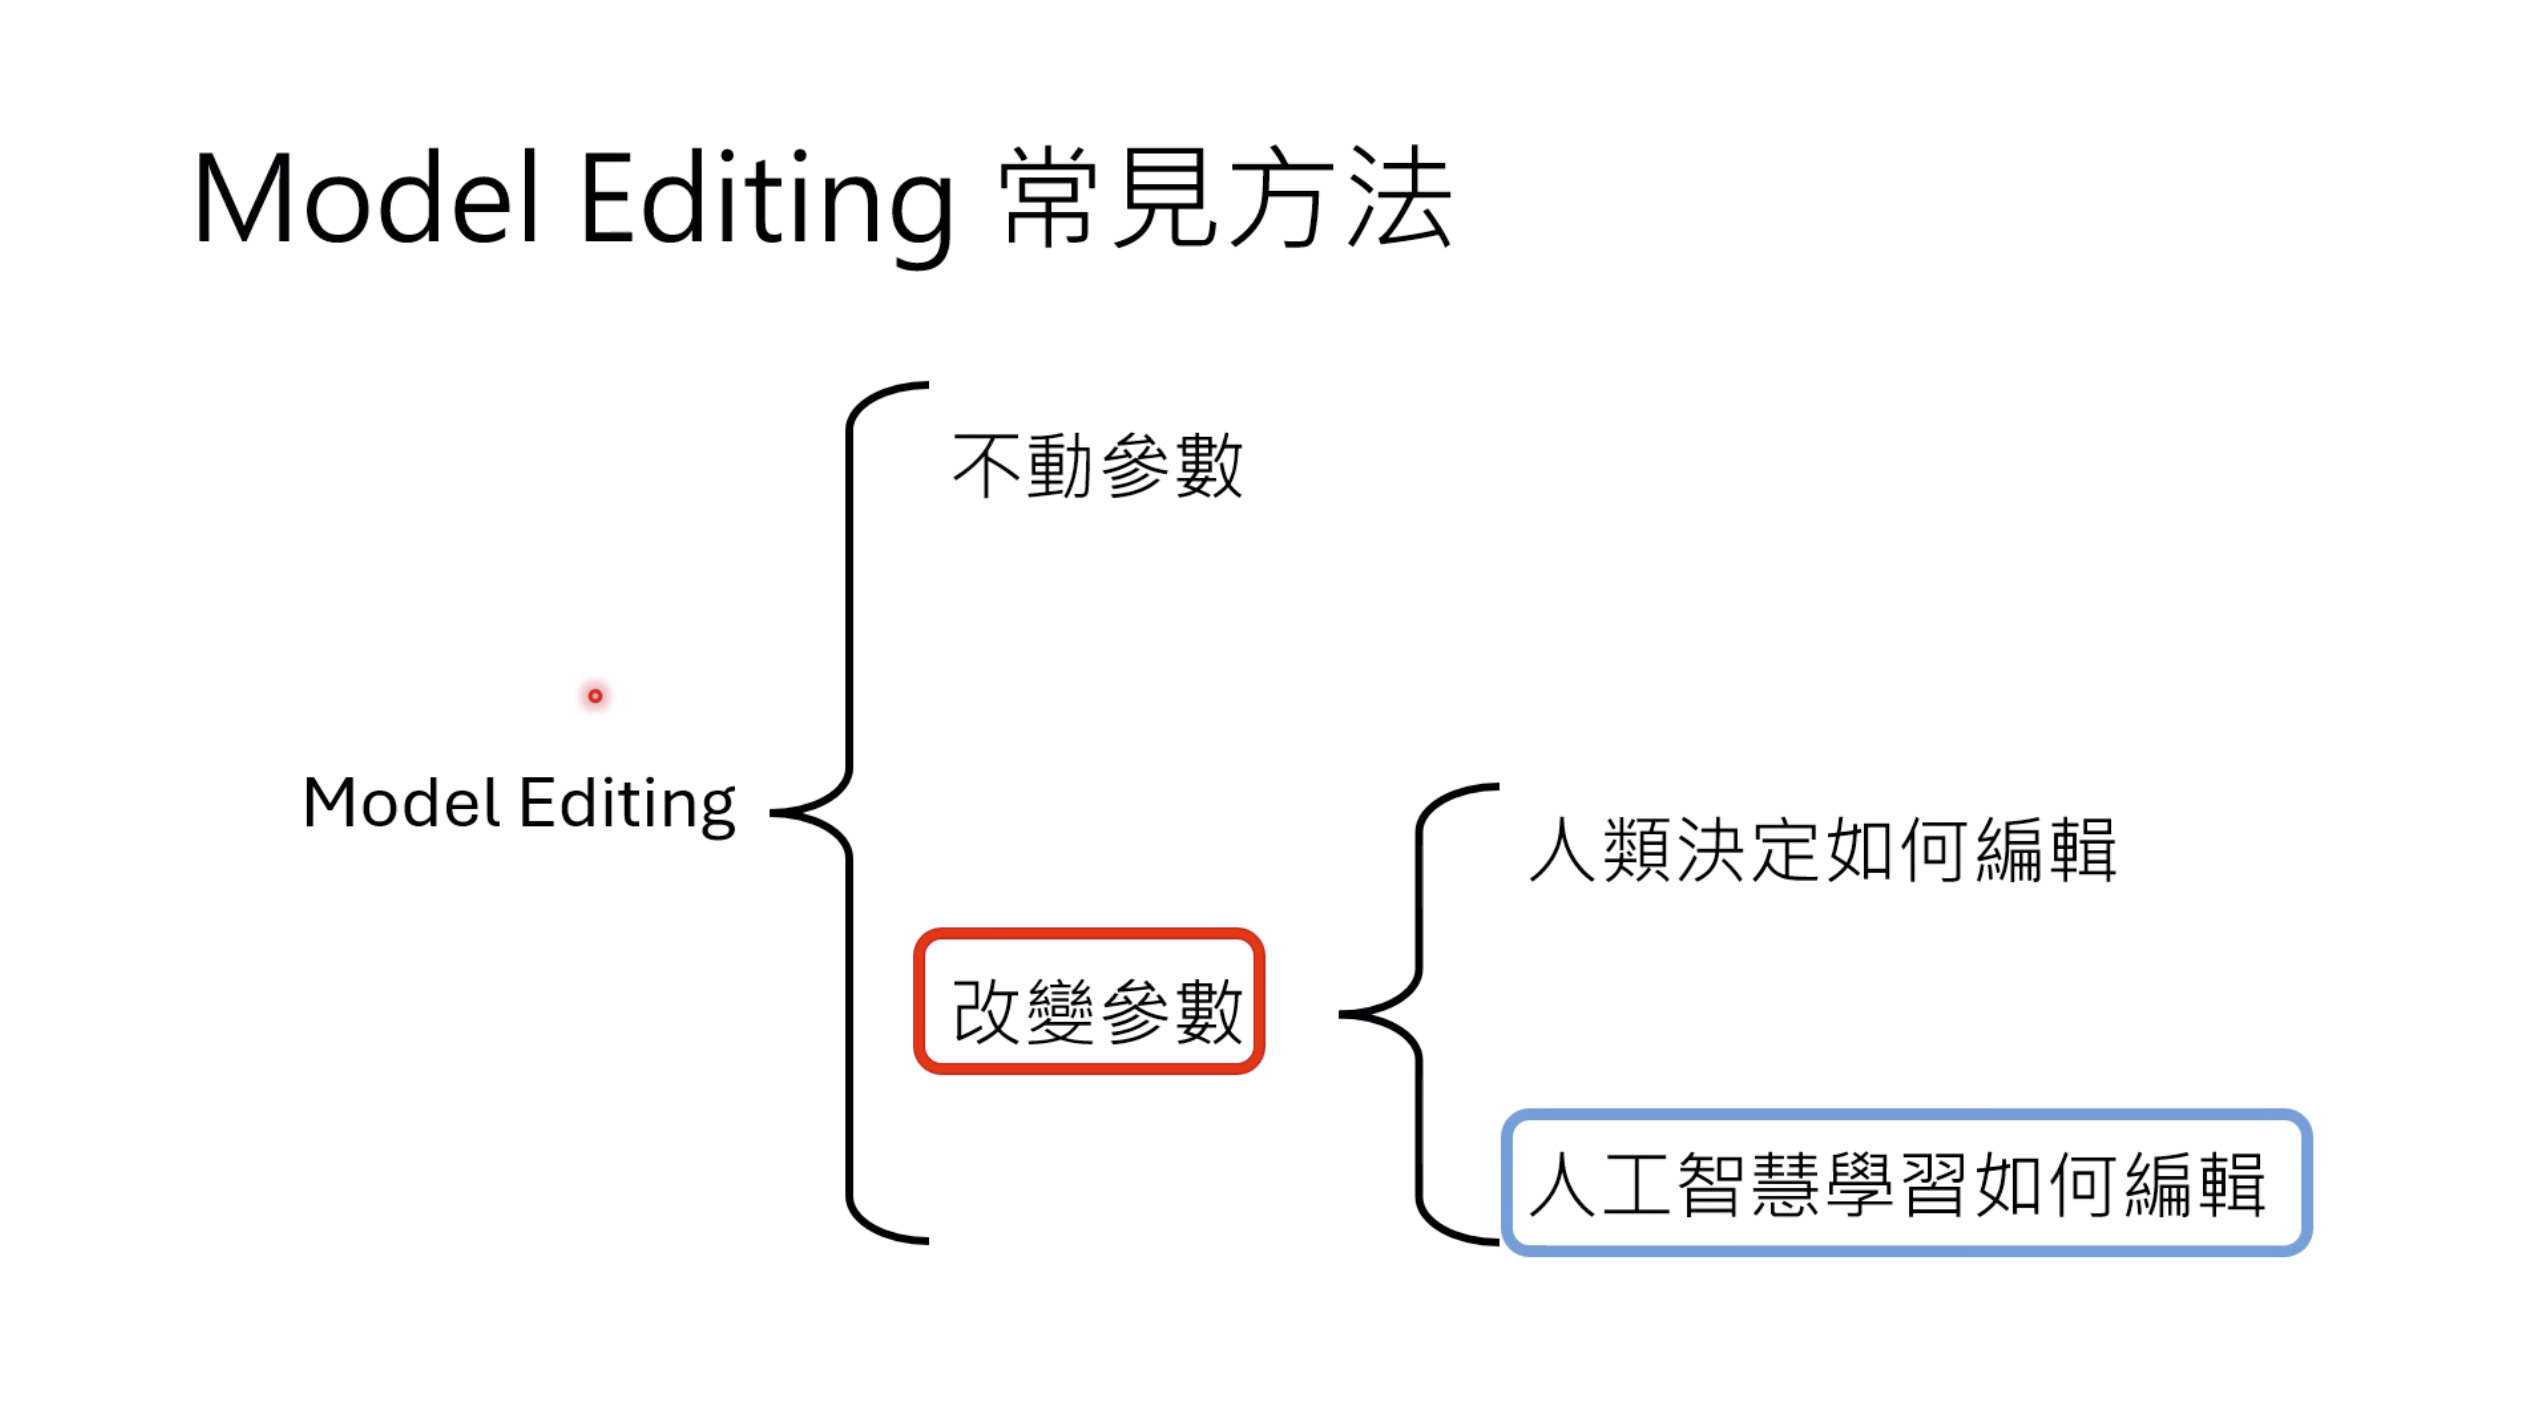 Model Editing 常見方法
不動參數
Model Editing
人類決定如何編輯
改變參數
人工智慧學習如何編輯